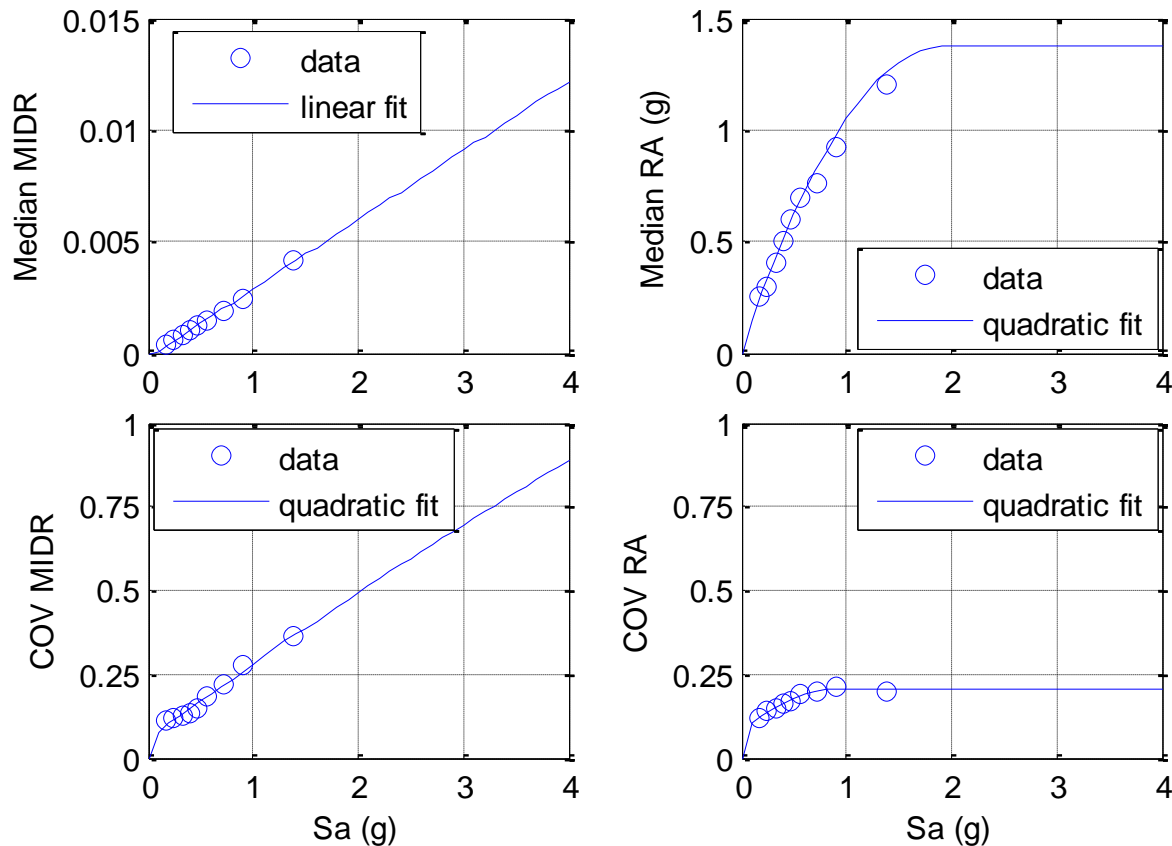 0.015
0.01
0.005
0
Median MIDR
data
linear fit
0 1 2 3 4
1.5
1
0.5
0
Median RA (g)
data
quadratic fit
0 1 2 3 4
1
0.75
0.5
0.25
0
COV MIDR
data
quadratic fit
0 1 2 3 4
Sa (g)
1
0.75
0.5
0.25
0
COV RA
data
quadratic fit
0 1 2 3 4
Sa (g)